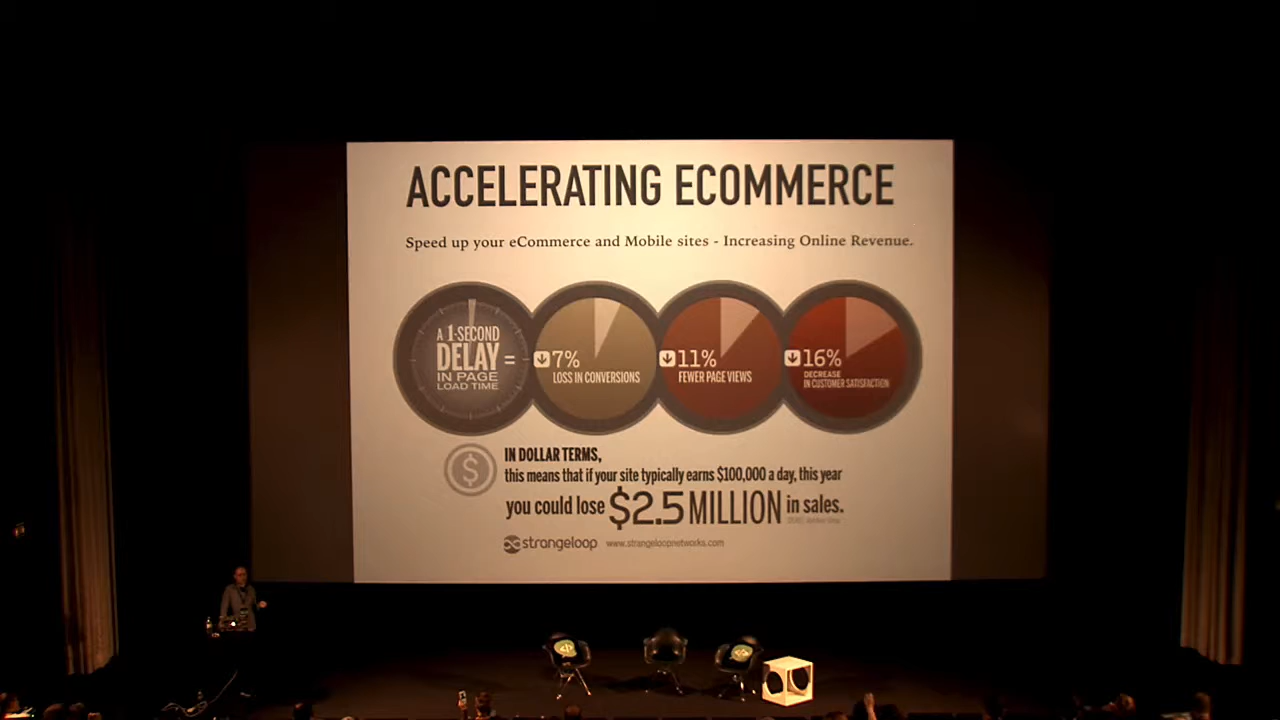 ACCELERATING ECOMMERCE
Speed up your eCommerce and Mobile sites - Increasing Online Revenue.
A 1-SECOND
DELAY =
IN PAGE
LOAD TIME
7%
LOSS IN CONVERSIONS
11%
FEWER PAGE VIEWS
16%
DECREASE
IN CUSTOMER SATISFACTION
$
IN DOLLAR TERMS,
this means that if your site typically earns $100,000 a day, this year
you could lose $2.5 MILLION in sales.
strangeloop www.strangeloopnetworks.com